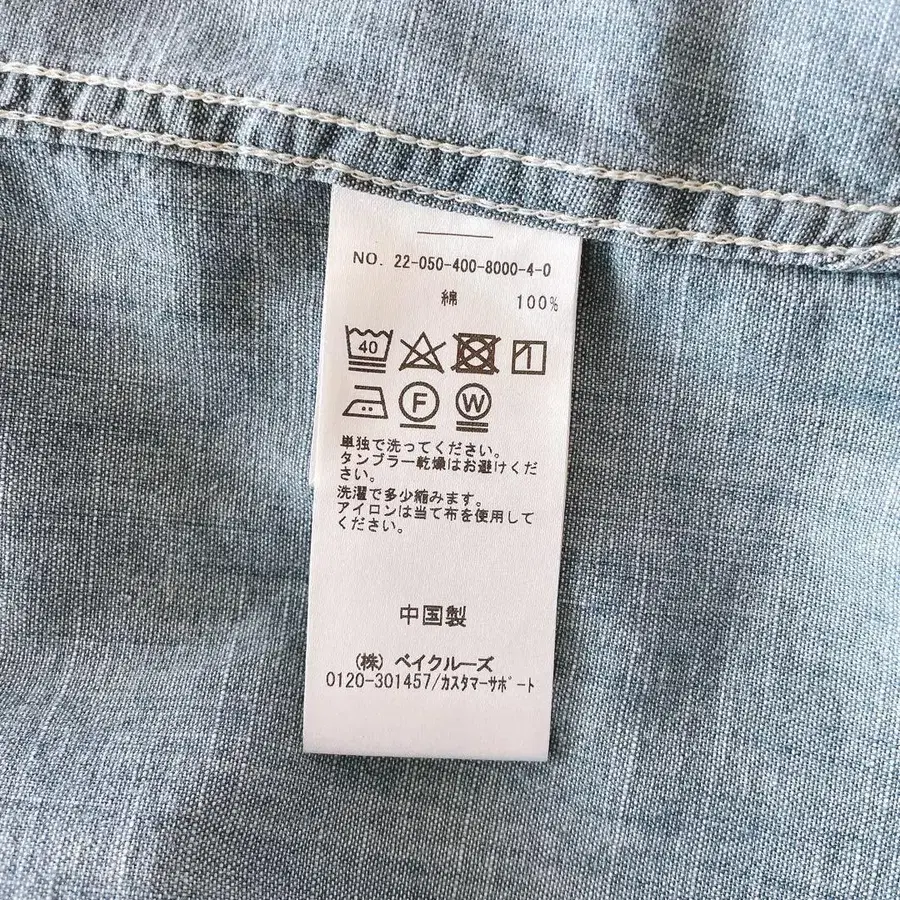 NO. 22-050-400-8000-4-0
綿 100%
40
1
F W
単独で洗ってください。
タンブラー乾燥はお避けくだ
さい。
洗濯で多少縮みます。
アイロンは当て布を使用して
ください。
中国製
(株) ベイクルーズ
0120-301457/カスタマーサポート